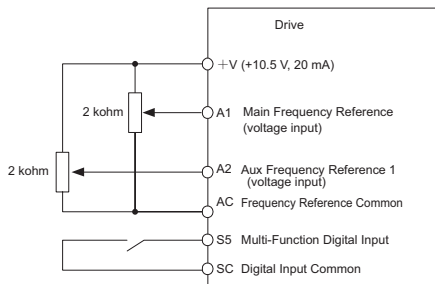 Drive
+V (+10.5 V, 20 mA)
2 kohm
A1 Main Frequency Reference
(voltage input)
2 kohm
A2 Aux Frequency Reference 1
(voltage input)
AC Frequency Reference Common
S5 Multi-Function Digital Input
SC Digital Input Common